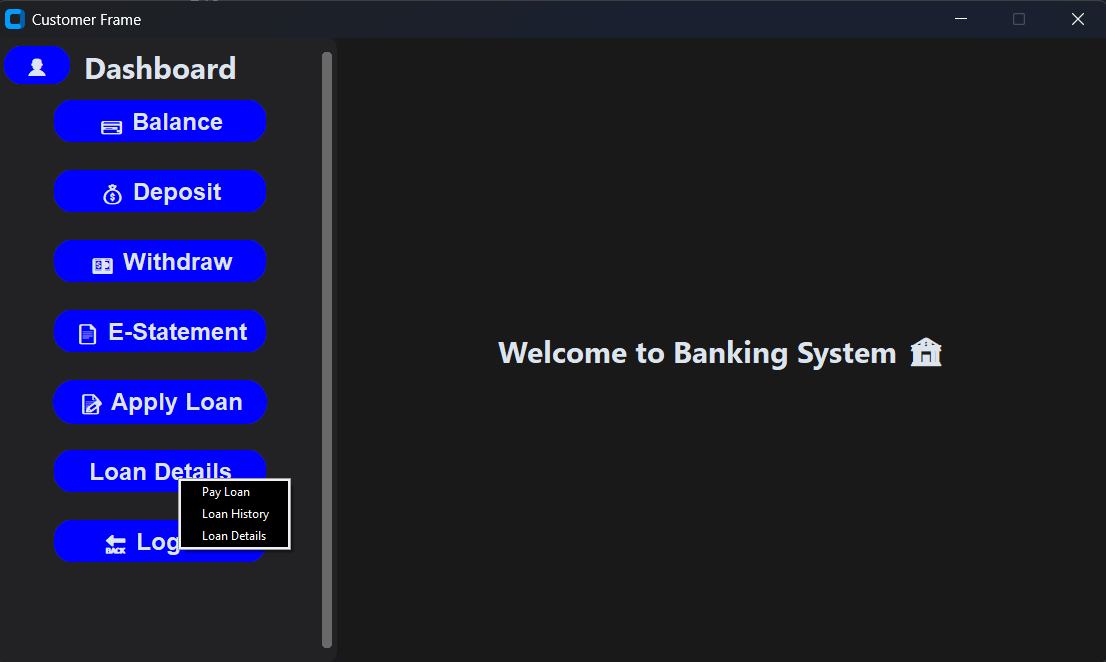 Customer Frame
Dashboard
Balance
Deposit
Withdraw
E-Statement
Apply Loan
Loan Details
Pay Loan
Loan History
Loan Details
BACK Log
Welcome to Banking System